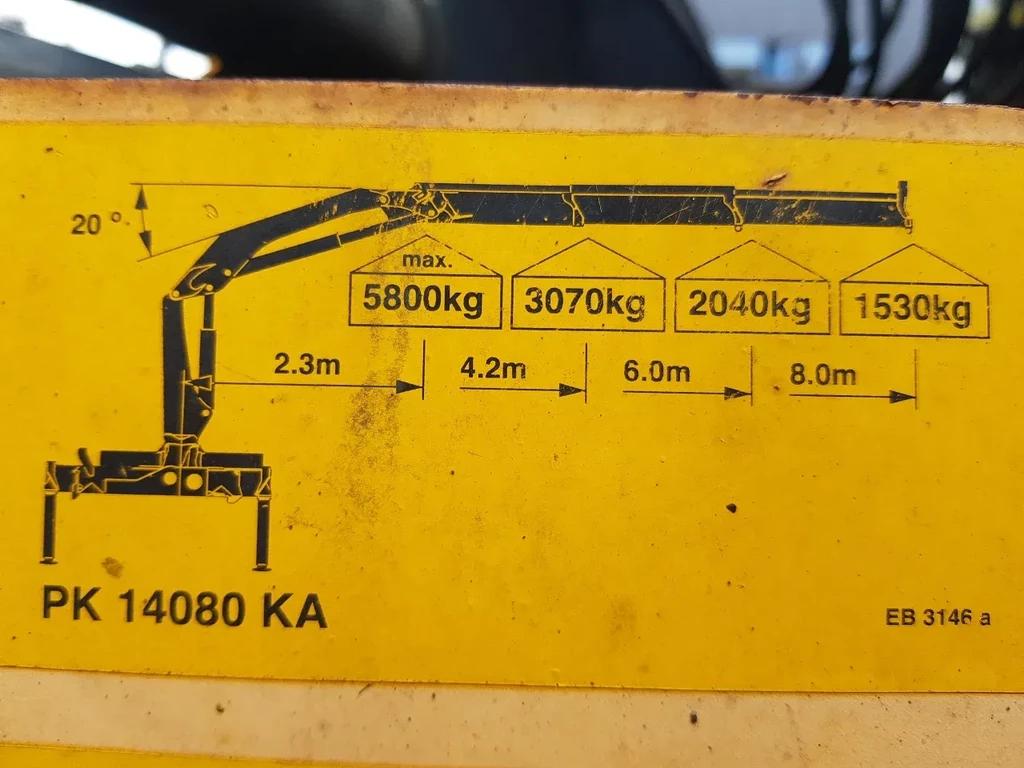 20 °.
max.
5800kg 3070kg 2040kg 1530kg
2.3m 4.2m 6.0m 8.0m
PK 14080 KA
EB 3146 a